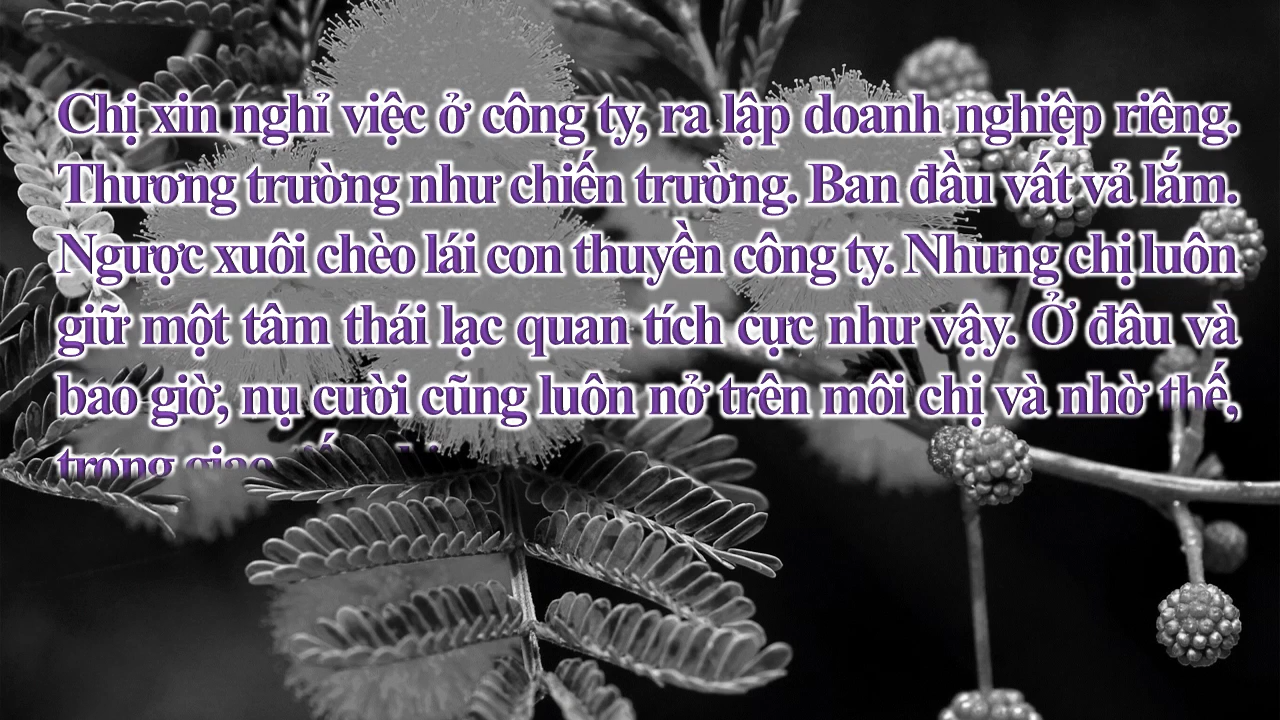 Chị xin nghỉ việc ở công ty, ra lập doanh nghiệp riêng.
Thương trường như chiến trường. Ban đầu vất vả lắm.
Ngược xuôi chèo lái con thuyền công ty. Nhưng chị luôn
giữ một tâm thái lạc quan tích cực như vậy. Ở đâu và
bao giờ, nụ cười cũng luôn nở trên môi chị và nhờ thế,
trong giao